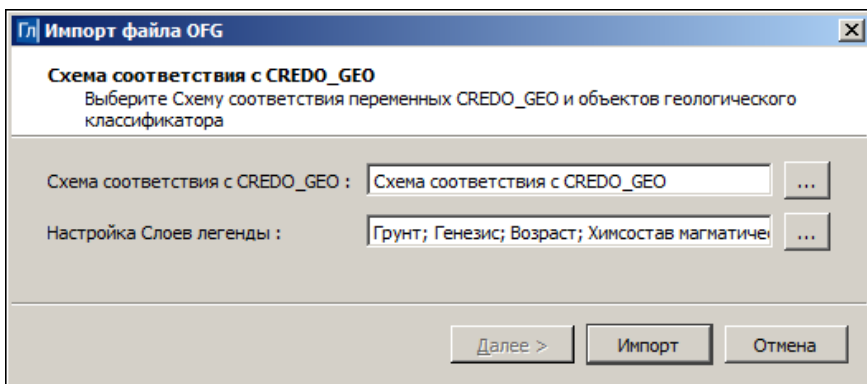 Гл Импорт файла OFG
Схема соответствия с CREDO_GEO
Выберите Схему соответствия переменных CREDO_GEO и объектов геологического
классификатора
Схема соответствия с CREDO_GEO : Схема соответствия с CREDO_GEO ...
Настройка Слоев легенды : Грунт; Генезис; Возраст; Химсостав магматичес ...
Далее > Импорт Отмена